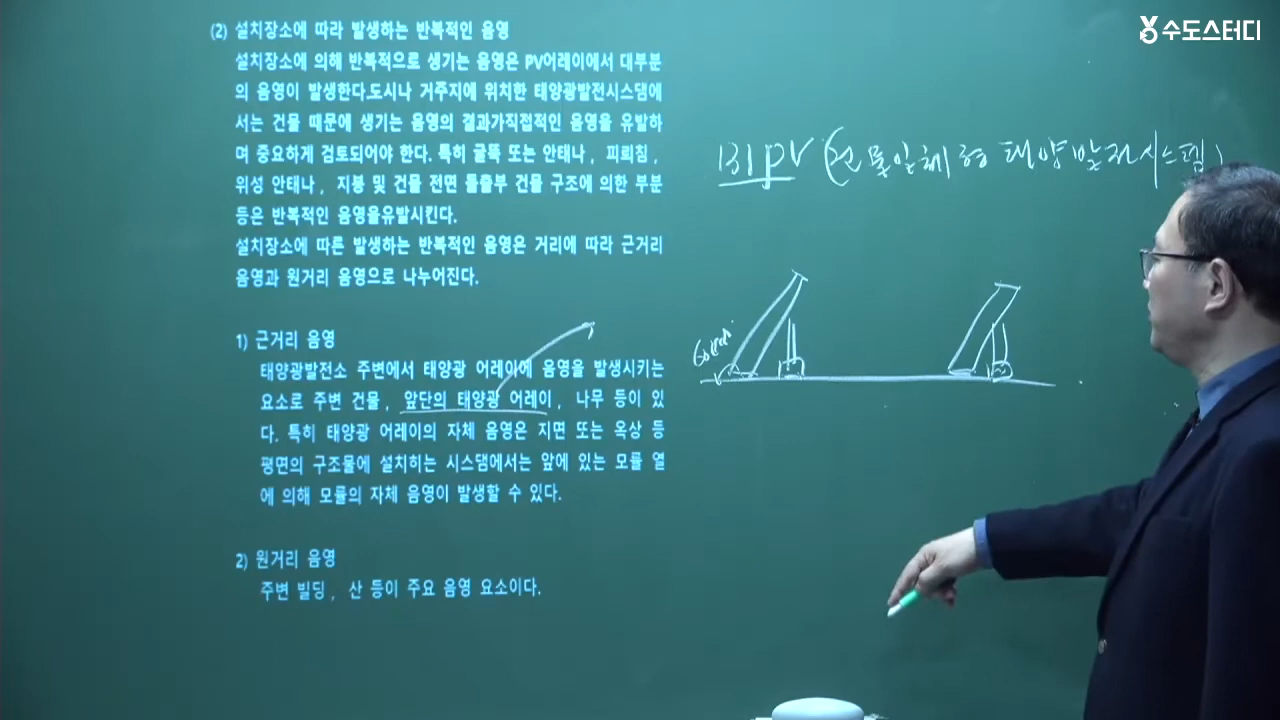 수도스터디
(2) 설치장소에 따라 발생하는 반복적인 음영
설치장소에 의해 반복적으로 생기는 음영은 PV어레이에서 대부분
의 음영이 발생한다.도시나 거주지에 위치한 태양광발전시스템에
서는 건물 때문에 생기는 음영의 결과가직접적인 음영을 유발하
며 중요하게 검토되어야 한다. 특히 굴뚝 또는 안태나, 피뢰침,
위성 안태나, 지붕 및 건물 전면 돌출부 건물 구조에 의한 부분
등은 반복적인 음영을유발시킨다.
설치장소에 따른 발생하는 반복적인 음영은 거리에 따라 근거리
음영과 원거리 음영으로 나누어진다.
1) 근거리 음영
태양광발전소 주변에서 태양광 어레이에 음영을 발생시키는
요소로 주변 건물, 앞단의 태양광 어레이, 나무 등이 있
다. 특히 태양광 어레이의 자체 음영은 지면 또는 옥상 등
평면의 구조물에 설치히는 시스댐에서는 앞에 있는 모률 열
에 의해 모률의 자체 음영이 발생할 수 있다.
2) 원거리 음영
주변 빌딩, 산 등이 주요 음영 요소이다.
BIPV (건물일체형 태양발전시스템)